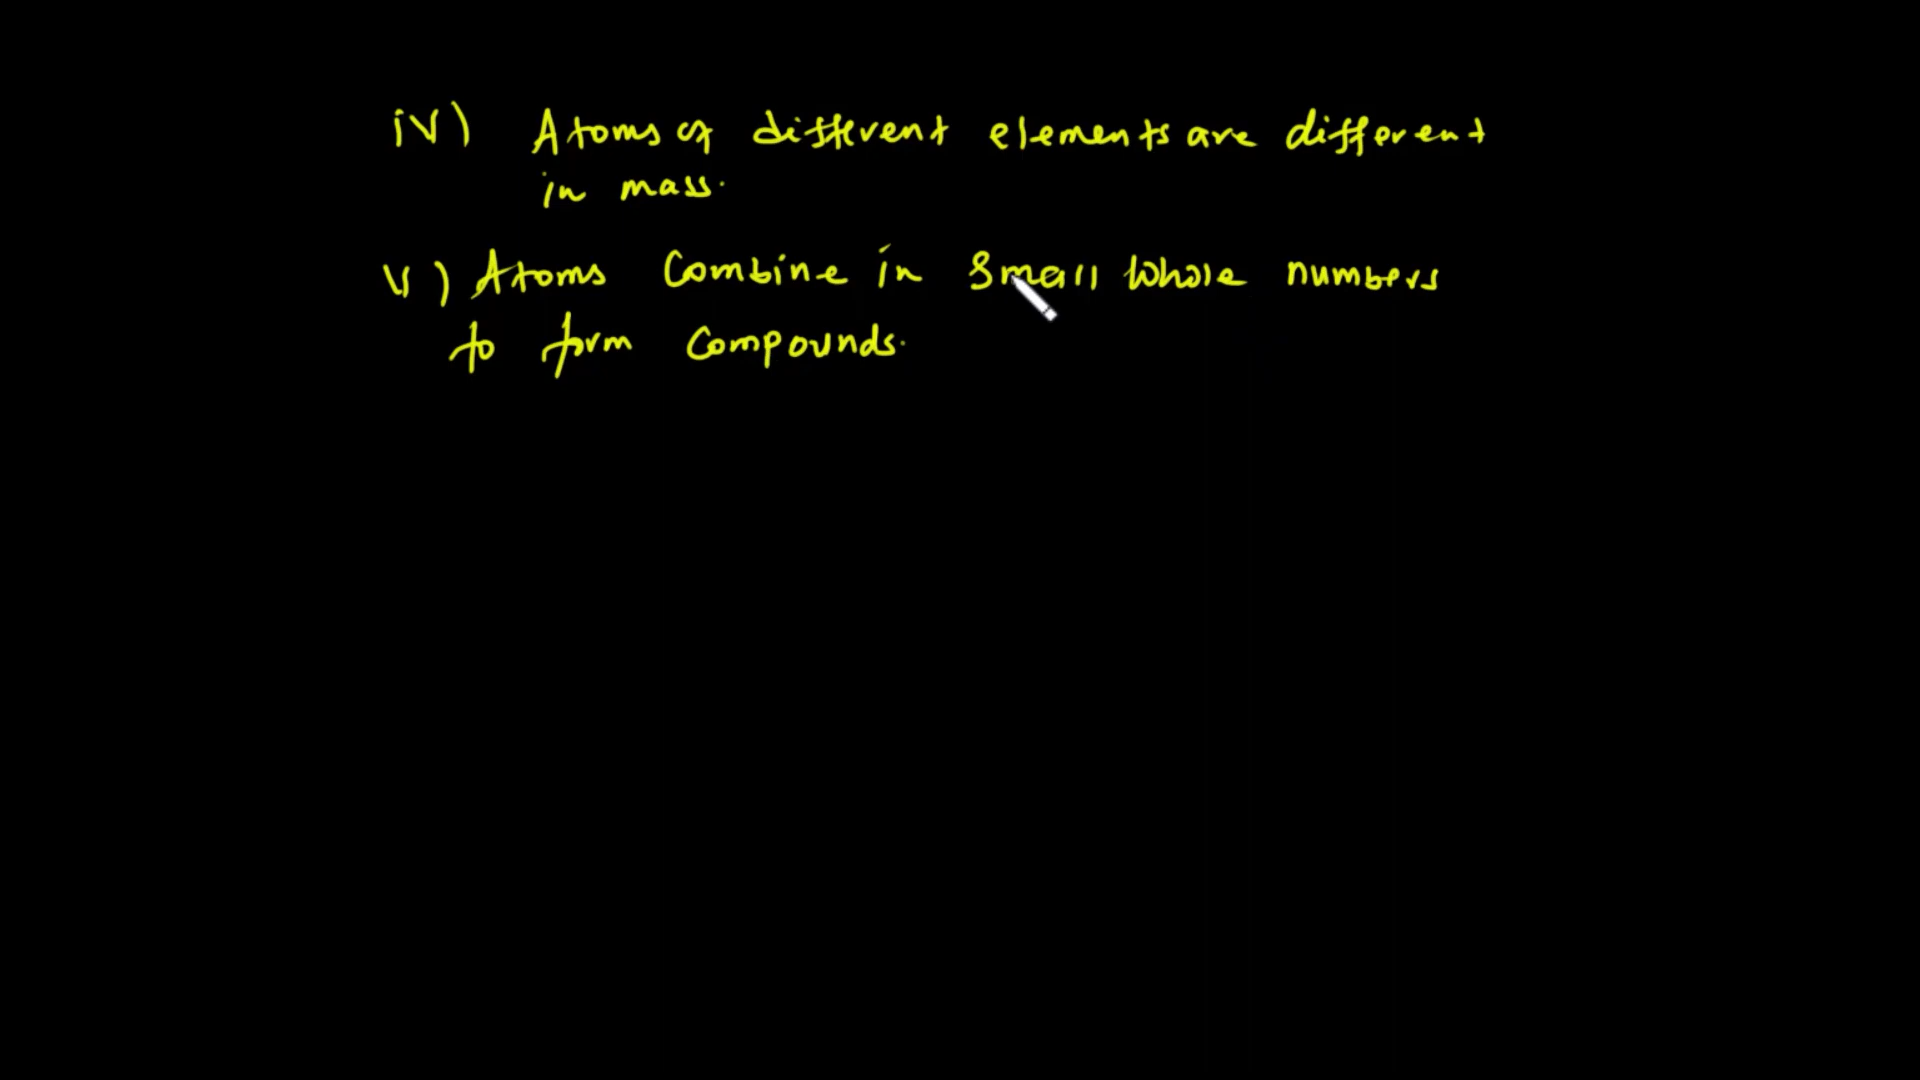 iv) Atoms of different elements are different
in mass.
v) Atoms Combine in Small Whole numbers
to form Compounds.